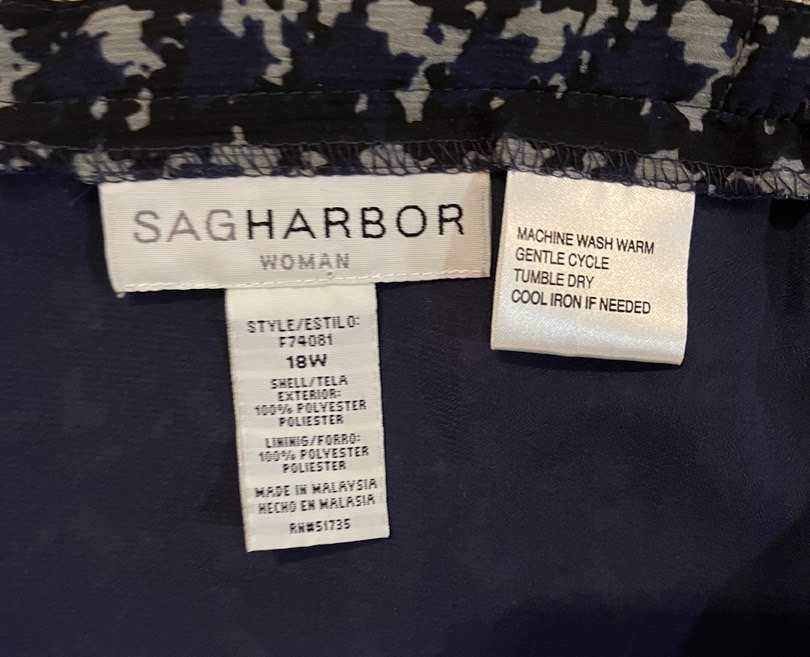 SAGHARBOR
WOMAN
STYLE/ESTILO:
F74081
18W
SHELL/TELA
EXTERIOR:
100% POLYESTER
POLIESTER
LINING/FORRO:
100% POLYESTER
POLIESTER
MADE IN MALAYSIA
HECHO EN MALASIA
RN#51735
MACHINE WASH WARM
GENTLE CYCLE
TUMBLE DRY
COOL IRON IF NEEDED